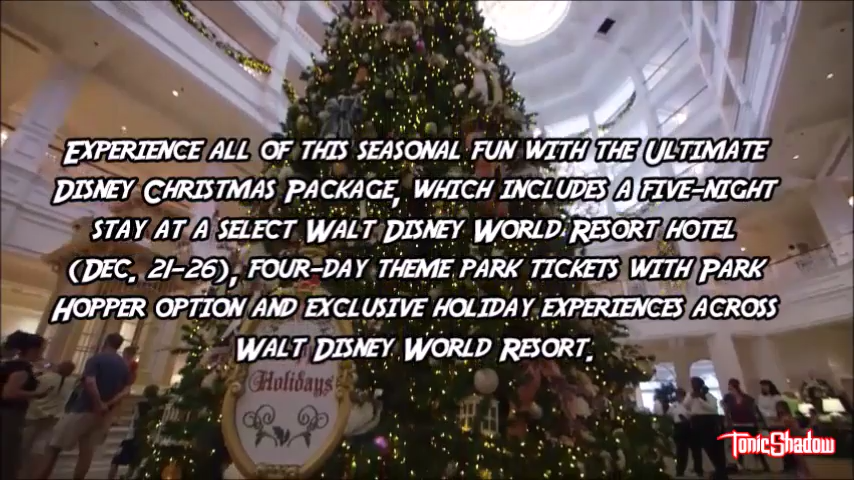 Experience all of this seasonal fun with the Ultimate
Disney Christmas Package, which includes a five-night
stay at a select Walt Disney World Resort hotel
(Dec. 21-26), four-day theme park tickets with Park
Hopper option and exclusive holiday experiences across
Walt Disney World Resort.
Holidays
TonicShadow